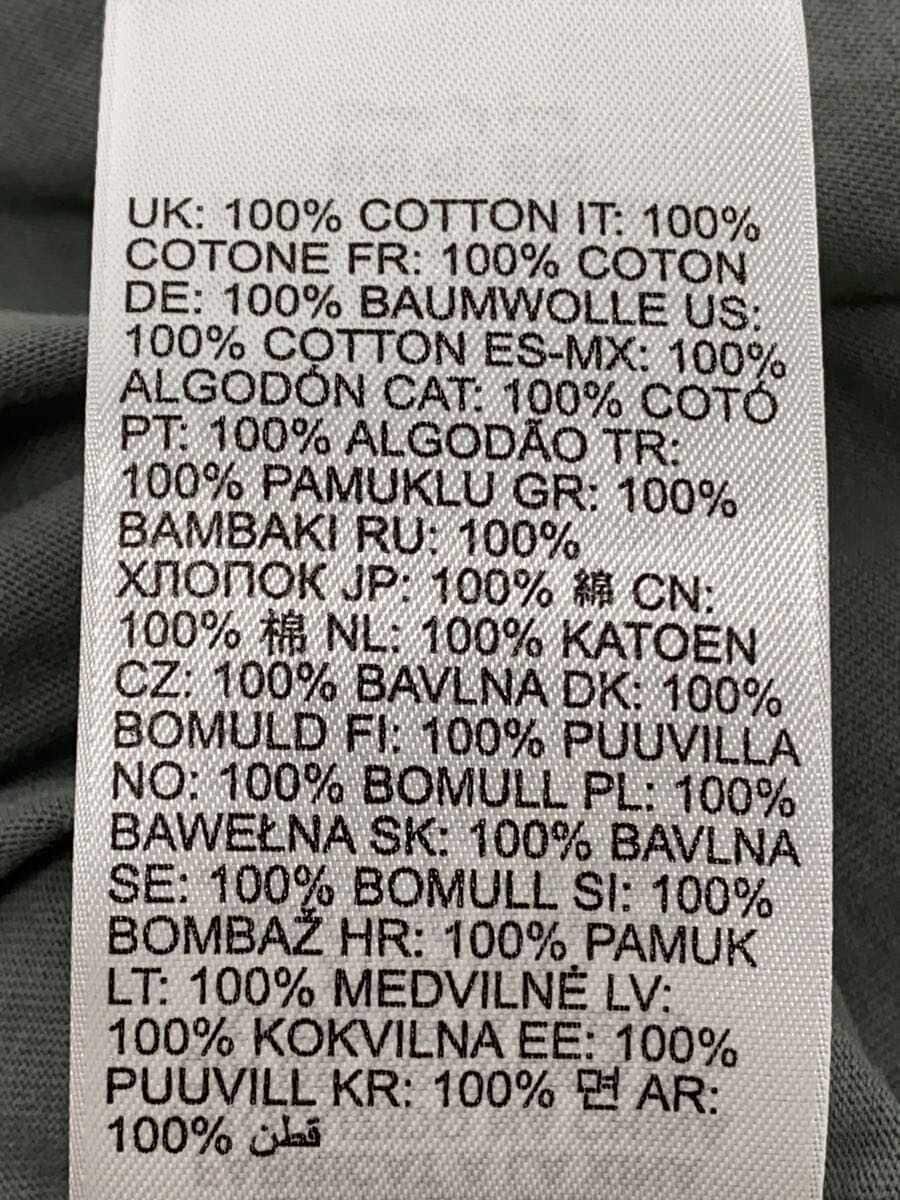 UK: 100% COTTON IT: 100%
COTONE FR: 100% COTON
DE: 100% BAUMWOLLE US:
100% COTTON ES-MX: 100%
ALGODÓN CAT: 100% COTÓ
PT: 100% ALGODÃO TR:
100% PAMUKLU GR: 100%
BAMBAKI RU: 100%
ХЛОПОК JP: 100% 綿 CN:
100% 棉 NL: 100% KATOEN
CZ: 100% BAVLNA DK: 100%
BOMULD FI: 100% PUUVILLA
NO: 100% BOMULL PL: 100%
BAWEŁNA SK: 100% BAVLNA
SE: 100% BOMULL SI: 100%
BOMBAŽ HR: 100% PAMUK
LT: 100% MEDVILNĖ LV:
100% KOKVILNA EE: 100%
PUUVILL KR: 100% 면 AR:
100% قطن